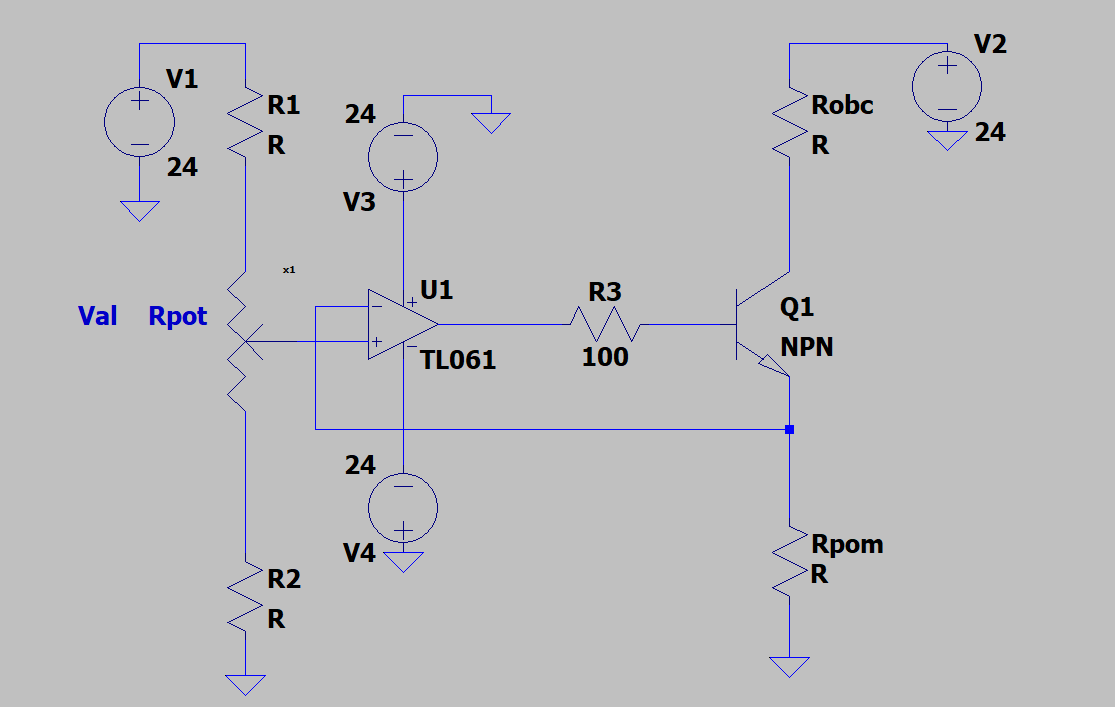 V1
24
R1
R
24
V3
Robc
R
V2
24
x1
Val Rpot
U1
TL061
R3
100
Q1
NPN
24
V4
R2
R
Rpom
R